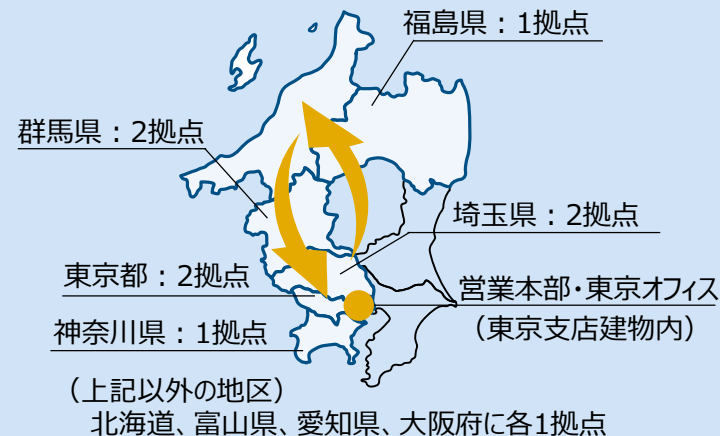 福島県：1拠点
群馬県：2拠点
埼玉県：2拠点
東京都：2拠点
営業本部・東京オフィス
（東京支店建物内）
神奈川県：1拠点
（上記以外の地区）
北海道、富山県、愛知県、大阪府に各1拠点